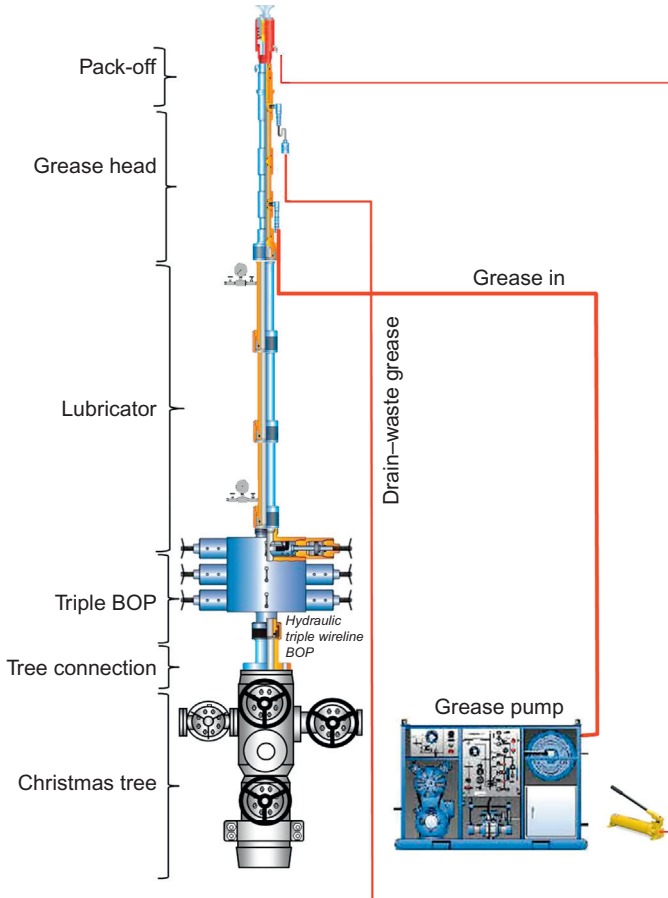 Pack-off
Grease head
Grease in
Lubricator
Drain–waste grease
Triple BOP
Hydraulic
triple wireline
BOP
Tree connection
Grease pump
Christmas tree